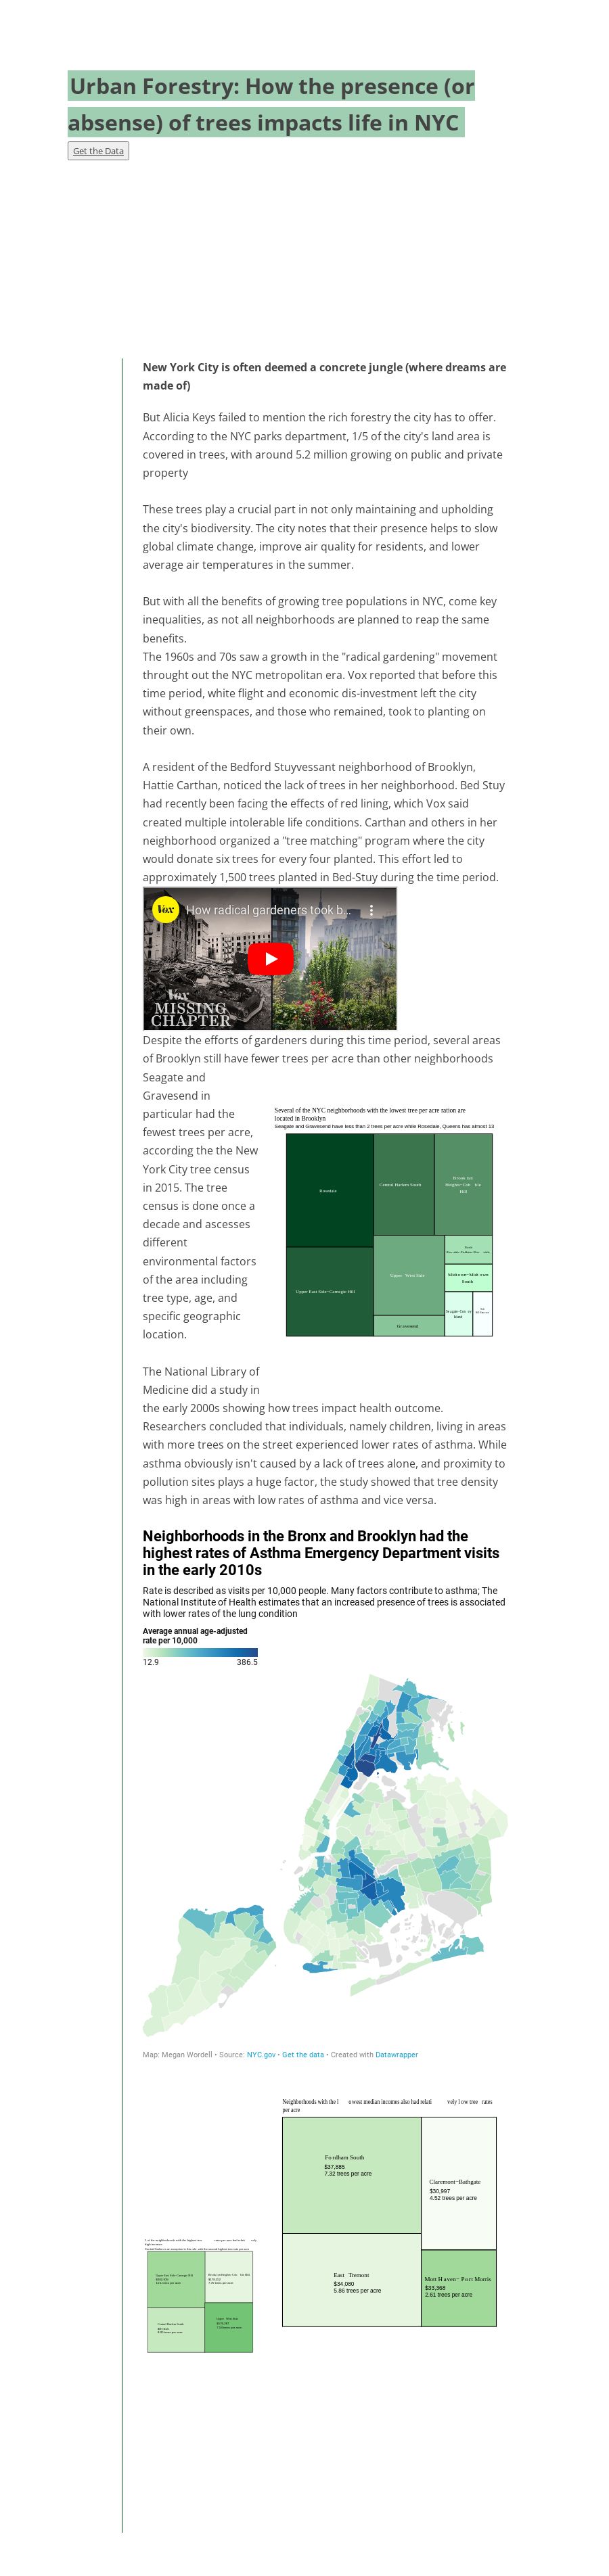 Urban Forestry: How the presence (or
absense) of trees impacts life in NYC
Get the Data
New York City is often deemed a concrete jungle (where dreams are
made of)
But Alicia Keys failed to mention the rich forestry the city has to offer.
According to the NYC parks department, 1/5 of the city's land area is
covered in trees, with around 5.2 million growing on public and private
property
These trees play a crucial part in not only maintaining and upholding
the city's biodiversity. The city notes that their presence helps to slow
global climate change, improve air quality for residents, and lower
average air temperatures in the summer.
But with all the benefits of growing tree populations in NYC, come key
inequalities, as not all neighborhoods are planned to reap the same
benefits.
The 1960s and 70s saw a growth in the "radical gardening" movement
throught out the NYC metropolitan era. Vox reported that before this
time period, white flight and economic dis-investment left the city
without greenspaces, and those who remained, took to planting on
their own.
A resident of the Bedford Stuyvessant neighborhood of Brooklyn,
Hattie Carthan, noticed the lack of trees in her neighborhood. Bed Stuy
had recently been facing the effects of red lining, which Vox said
created multiple intolerable life conditions. Carthan and others in her
neighborhood organized a "tree matching" program where the city
would donate six trees for every four planted. This effort led to
approximately 1,500 trees planted in Bed-Stuy during the time period.
Vox
How radical gardeners took b...
Vox
MISSING
CHAPTER
Despite the efforts of gardeners during this time period, several areas
of Brooklyn still have fewer trees per acre than other neighborhoods
Seagate and
Gravesend in
particular had the
fewest trees per acre,
according the the New
York City tree census
in 2015. The tree
census is done once a
decade and ascesses
different
environmental factors
of the area including
tree type, age, and
specific geographic
location.
Several of the NYC neighborhoods with the lowest tree per acre ration are
located in Brooklyn
Seagate and Gravesend have less than 2 trees per acre while Rosedale, Queens has almost 13
Rosedale
Central Harlem South
Upper East Side-Carnegie Hill
Upper West Side
Gravesend
Midtown-Midtown
South
The National Library of
Medicine did a study in
the early 2000s showing how trees impact health outcome.
Researchers concluded that individuals, namely children, living in areas
with more trees on the street experienced lower rates of asthma. While
asthma obviously isn't caused by a lack of trees alone, and proximity to
pollution sites plays a huge factor, the study showed that tree density
was high in areas with low rates of asthma and vice versa.
Neighborhoods in the Bronx and Brooklyn had the
highest rates of Asthma Emergency Department visits
in the early 2010s
Rate is described as visits per 10,000 people. Many factors contribute to asthma; The
National Institute of Health estimates that an increased presence of trees is associated
with lower rates of the lung condition
Average annual age-adjusted
rate per 10,000
12.9 386.5
Map: Megan Wordell • Source: NYC.gov • Get the data • Created with Datawrapper
Neighborhoods with the l owest median incomes also had relati vely l ow tree rates
per acre
Fordham South
$37,885
7.32 trees per acre
Claremont-Bathgate
$30,997
4.52 trees per acre
East Tremont
$34,080
5.86 trees per acre
Mott Haven-Port Morris
$33,368
2.61 trees per acre